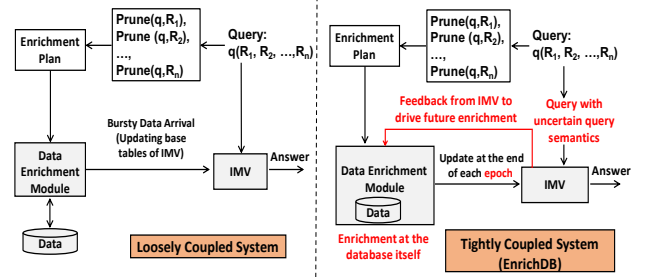 Enrichment
Plan
Prune(q,R1),
Prune (q,R2),
...,
Prune(q,Rn)
Query:
q(R1, R2, ...,Rn)
Bursty Data Arrival
(Updating base
tables of IMV)
Data
Enrichment
Module
IMV
Answer
Data
Loosely Coupled System
Enrichment
Plan
Prune(q,R1),
Prune (q,R2),
...,
Prune(q,Rn)
Query:
q(R1, R2, ...,Rn)
Feedback from IMV to
drive future enrichment
Query with
uncertain query
semantics
Data Enrichment
Module
Data
Update at the end
of each epoch
IMV
Answer
Enrichment at the
database itself
Tightly Coupled System
(EnrichDB)